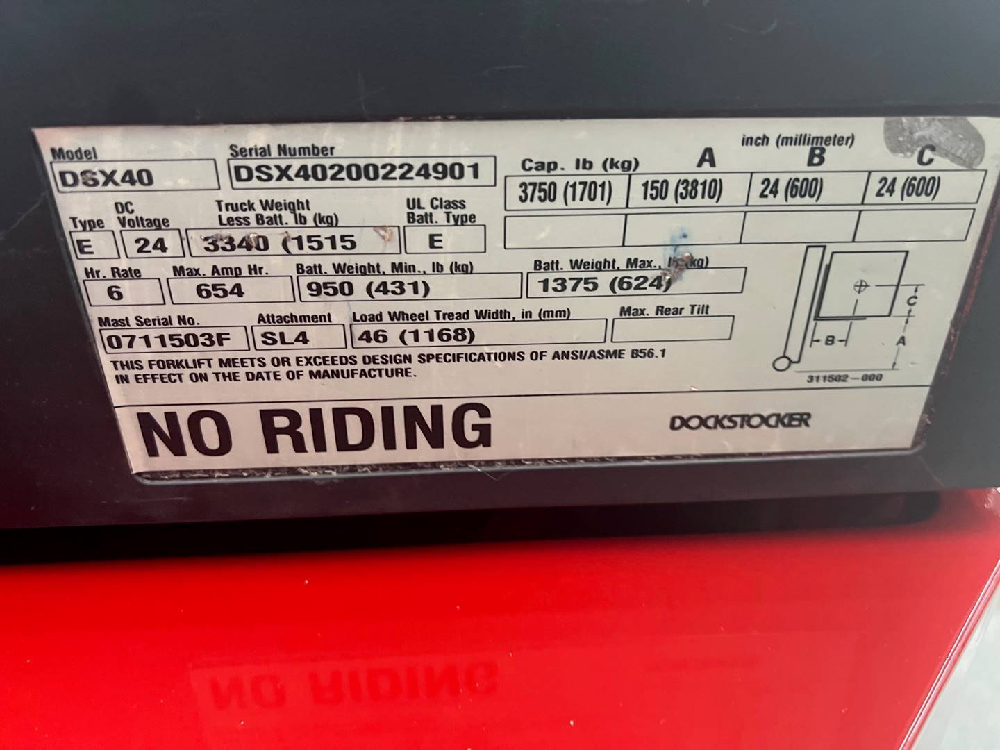 inch (millimeter)
Model Serial Number Cap. lb (kg) A B C
DSX40 DSX40200224901 3750 (1701) 150 (3810) 24 (600) 24 (600)
DC Truck Weight UL Class
Type Voltage Less Batt. lb (kg) Batt. Type
E 24 3340 (1515 E
Hr. Rate Max. Amp Hr. Batt. Weight, Min., lb (kg) Batt. Weight, Max., lb (kg)
6 654 950 (431) 1375 (624)
Mast Serial No. Attachment Load Wheel Tread Width, in (mm) Max. Rear Tilt
0711503F SL4 46 (1168)
C
B A
THIS FORKLIFT MEETS OR EXCEEDS DESIGN SPECIFICATIONS OF ANSI/ASME B56.1
IN EFFECT ON THE DATE OF MANUFACTURE.
311502-000
NO RIDING DOCKSTOCKER
NO RIDING